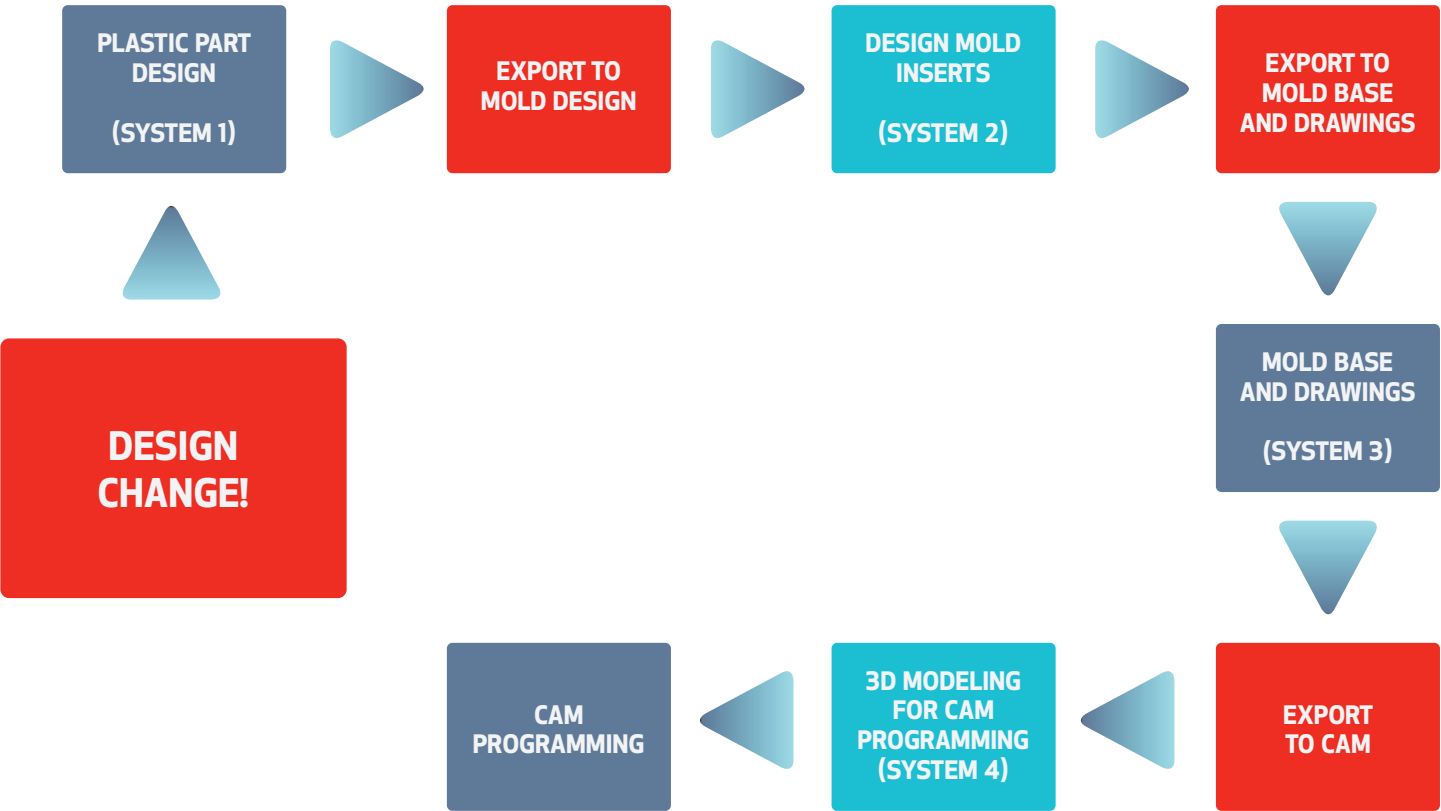 PLASTIC PART
DESIGN
(SYSTEM 1)
EXPORT TO
MOLD DESIGN
DESIGN MOLD
INSERTS
(SYSTEM 2)
EXPORT TO
MOLD BASE
AND DRAWINGS
MOLD BASE
AND DRAWINGS
(SYSTEM 3)
EXPORT
TO CAM
3D MODELING
FOR CAM
PROGRAMMING
(SYSTEM 4)
CAM
PROGRAMMING
DESIGN
CHANGE!